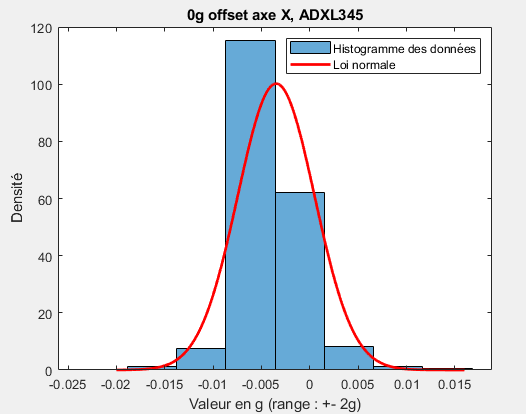 0g offset axe X, ADXL345
Histogramme des données
Loi normale
120
100
80
60
40
20
0
Densité
-0.025 -0.02 -0.015 -0.01 -0.005 0 0.005 0.01 0.015
Valeur en g (range : +- 2g)